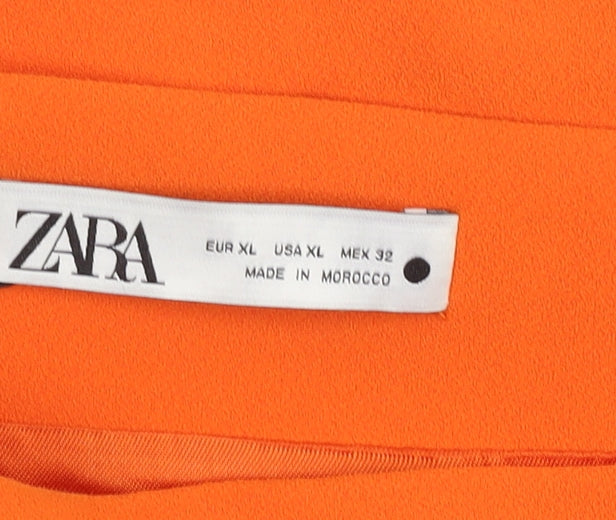 ZARA
EUR XL USA XL MEX 32
MADE IN MOROCCO